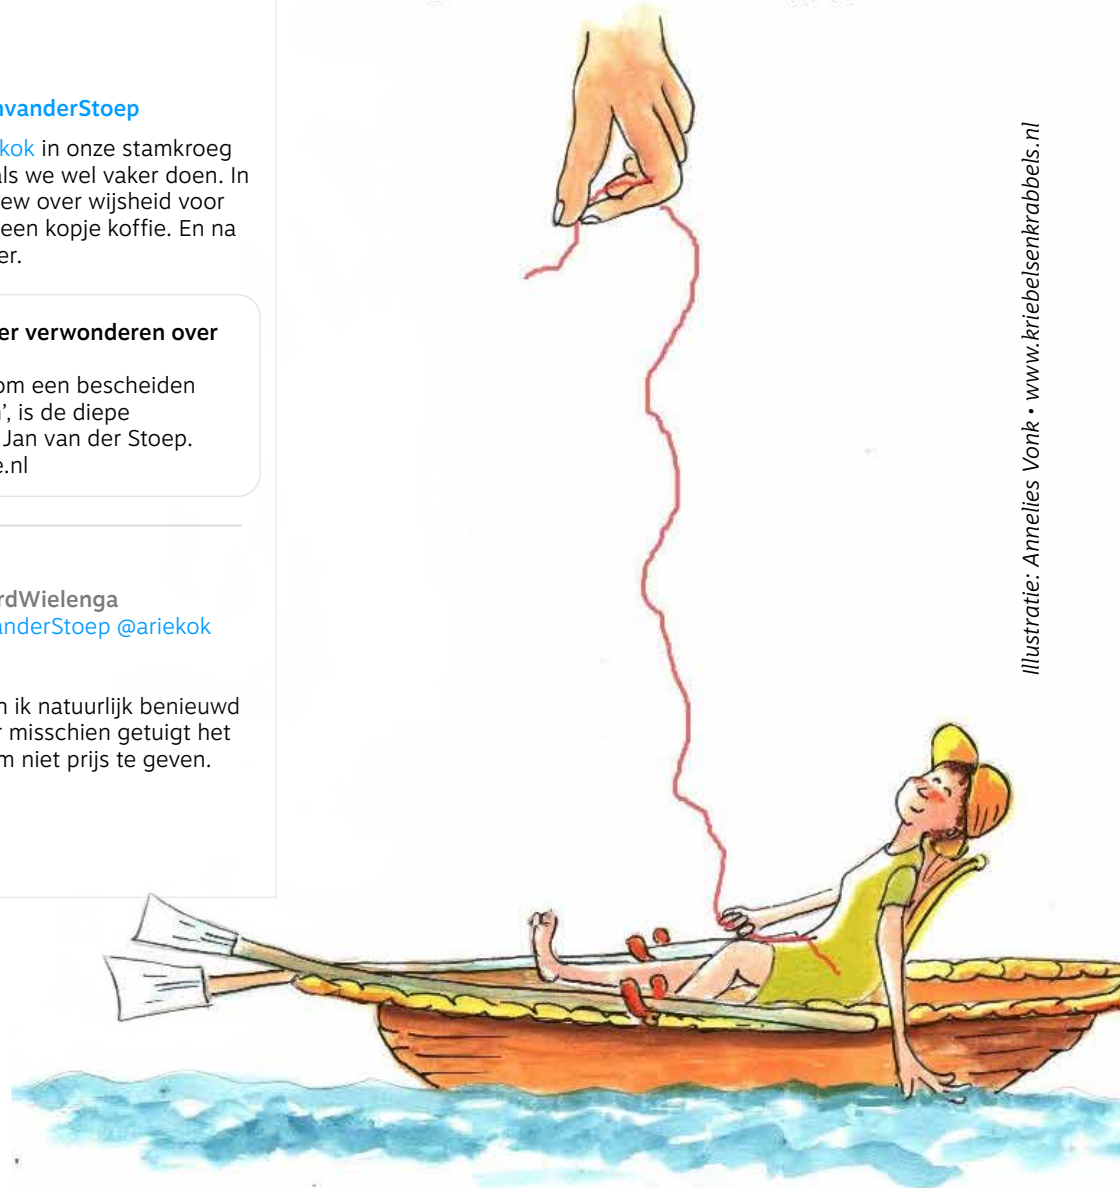 nvanderStoep
kok in onze stamkroeg
als we wel vaker doen. In
ew over wijsheid voor
een kopje koffie. En na
er.
er verwonderen over
om een bescheiden
’, is de diepe
Jan van der Stoep.
e.nl
rdWielenga
anderStoep @ariekok
n ik natuurlijk benieuwd
r misschien getuigt het
m niet prijs te geven.
Illustratie: Annelies Vonk • www.kriebelsenkrabbels.nl